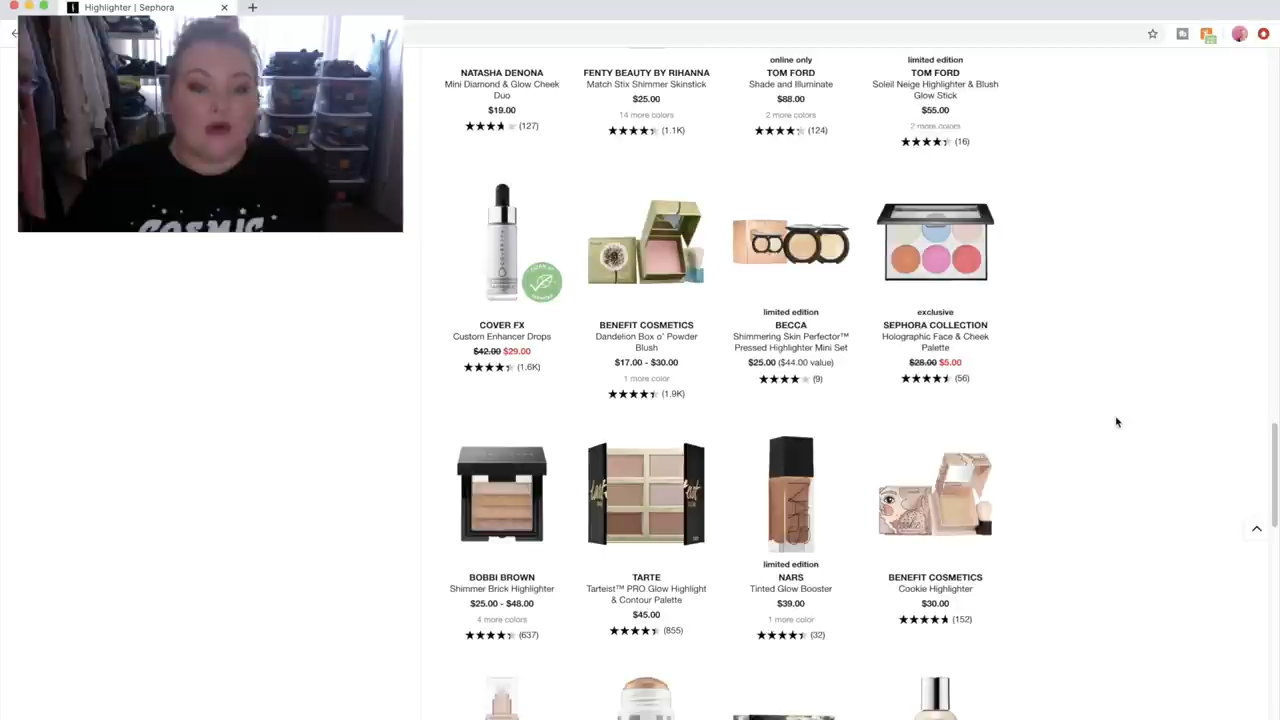 Highlighter | Sephora
COSMIC
NATASHA DENONA
Mini Diamond & Glow Cheek
Duo
$19.00
(127)
FENTY BEAUTY BY RIHANNA
Match Stix Shimmer Skinstick
$25.00
14 more colors
(1.1K)
online only
TOM FORD
Shade and Illuminate
$88.00
2 more colors
(124)
limited edition
TOM FORD
Soleil Neige Highlighter & Blush
Glow Stick
$55.00
2 more colors
(16)
COVER FX
Custom Enhancer Drops
$42.00 $29.00
(1.6K)
BENEFIT COSMETICS
Dandelion Box o' Powder
Blush
$17.00 - $30.00
1 more color
(1.9K)
limited edition
BECCA
Shimmering Skin Perfector™
Pressed Highlighter Mini Set
$25.00 ($44.00 value)
(9)
exclusive
SEPHORA COLLECTION
Holographic Face & Cheek
Palette
$28.00 $5.00
(56)
BOBBI BROWN
Shimmer Brick Highlighter
$25.00 - $48.00
4 more colors
(637)
TARTE
Tarteist™ PRO Glow Highlight
& Contour Palette
$45.00
(855)
NARS
limited edition
NARS
Tinted Glow Booster
$39.00
1 more color
(32)
BENEFIT COSMETICS
Cookie Highlighter
$30.00
(152)